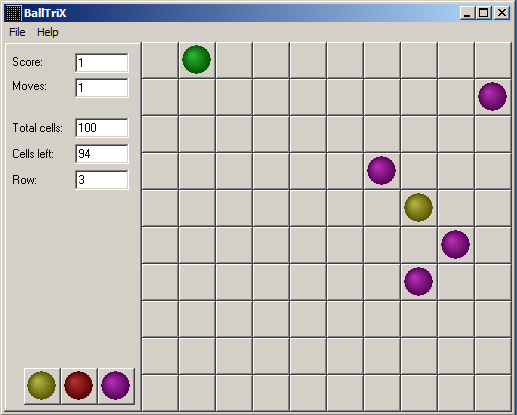 BallTriX
File Help
Score: 1
Moves: 1
Total cells: 100
Cells left: 94
Row: 3